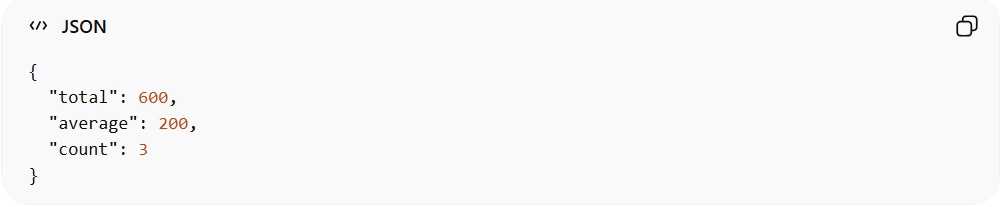 </> JSON
{
  "total": 600,
  "average": 200,
  "count": 3
}